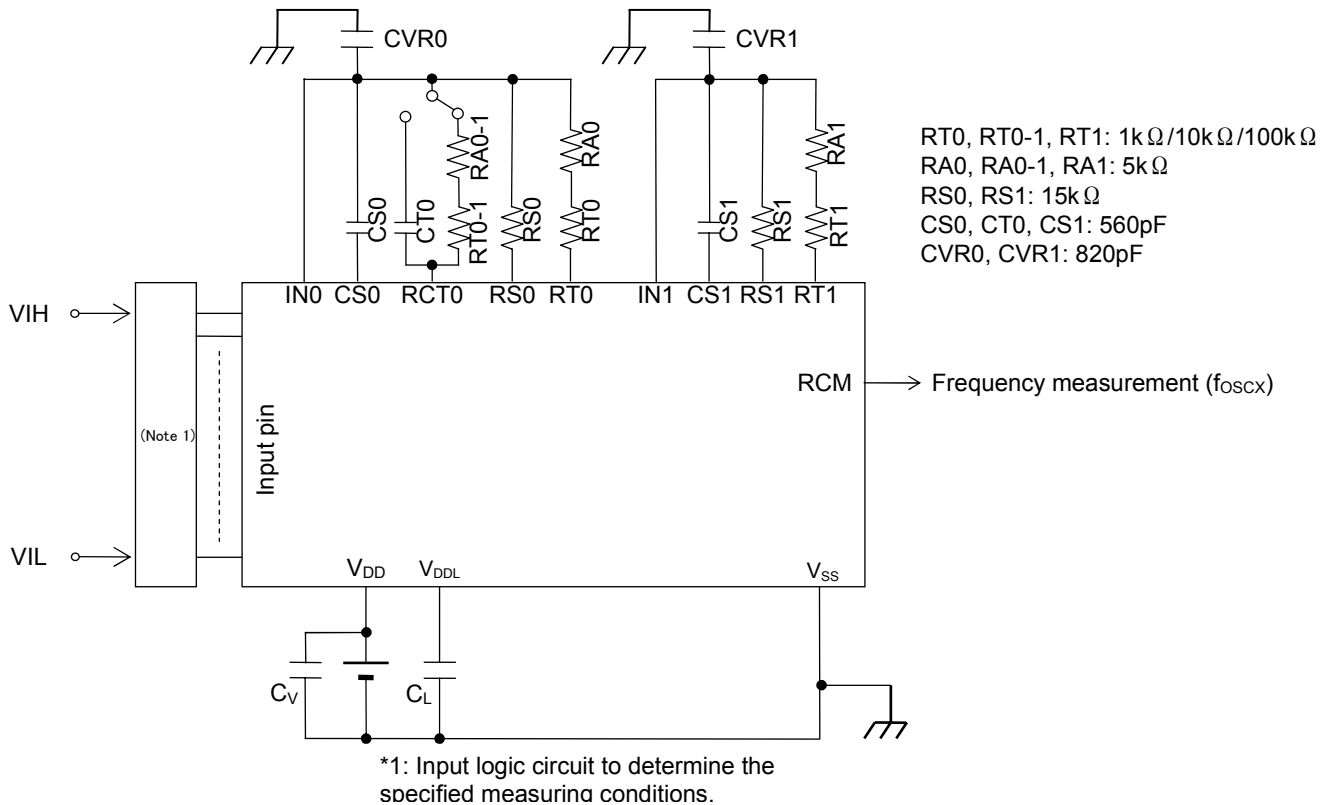 CVR0
CVR1
RA0-1
RA0
RA1
CS0
CT0
RT0-1
RS0
RT0
CS1
RS1
RT1
RT0, RT0-1, RT1: 1kΩ/10kΩ/100kΩ
RA0, RA0-1, RA1: 5kΩ
RS0, RS1: 15kΩ
CS0, CT0, CS1: 560pF
CVR0, CVR1: 820pF
IN0 CS0 RCT0 RS0 RT0 IN1 CS1 RS1 RT1
VIH
(Note 1)
Input pin
RCM
Frequency measurement (fOSCX)
VIL
VDD
VDDL
VSS
CV
CL
*1: Input logic circuit to determine the
specified measuring conditions.